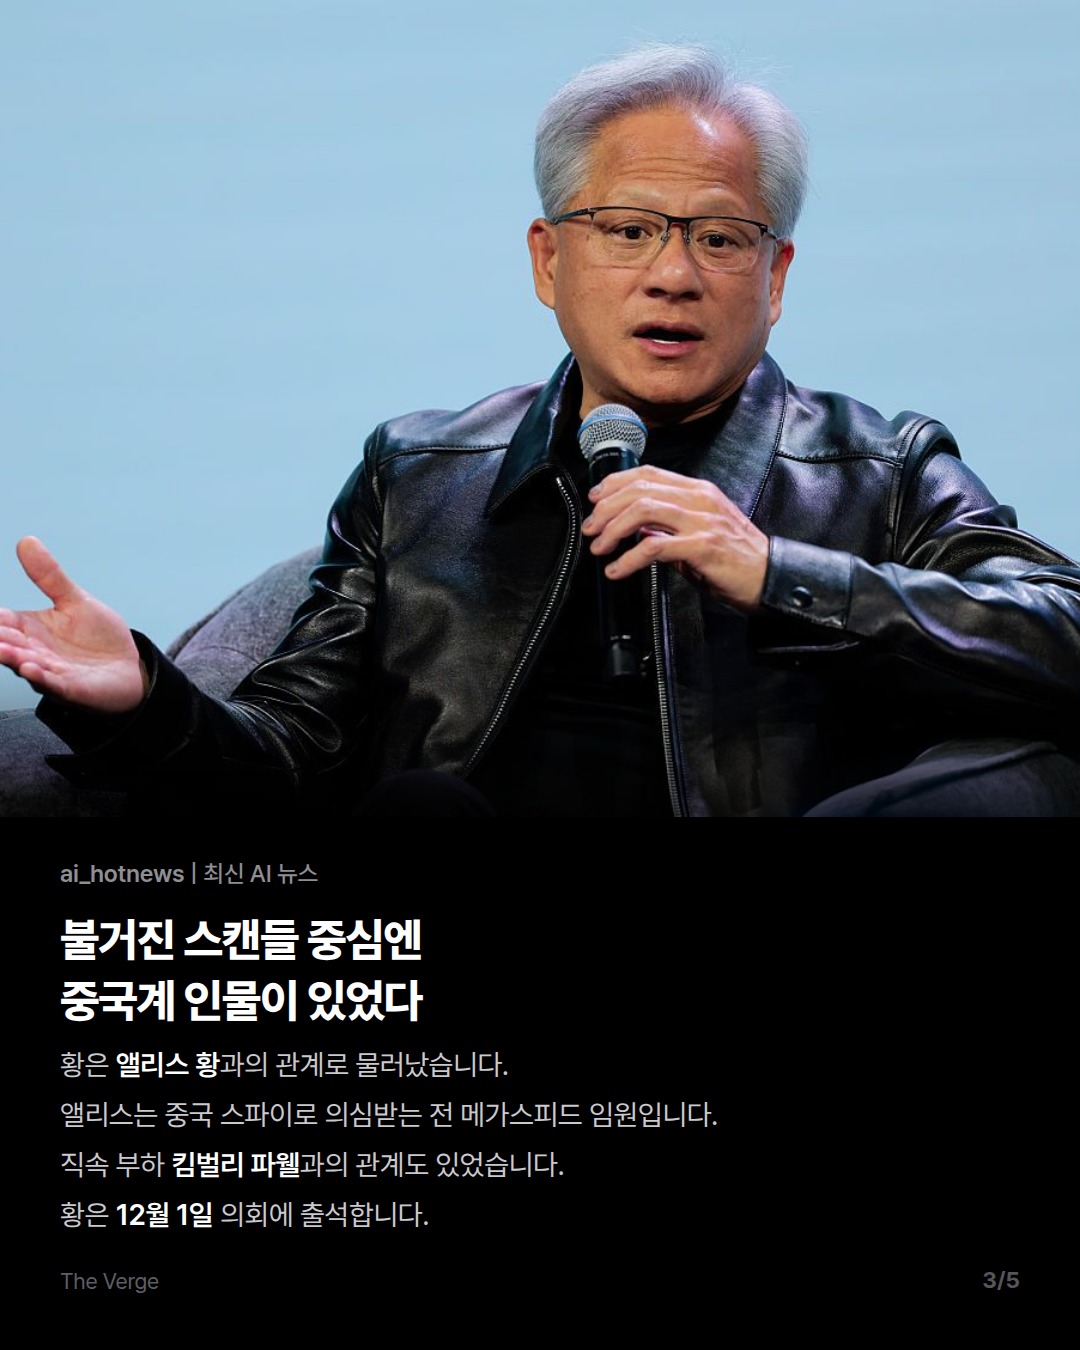 ai_hotnews | 최신 AI 뉴스
불거진 스캔들 중심엔
중국계 인물이 있었다
황은 앨리스 황과의 관계로 물러났습니다.
앨리스는 중국 스파이로 의심받는 전 메가스피드 임원입니다.
직속 부하 킴벌리 파웰과의 관계도 있었습니다.
황은 12월 1일 의회에 출석합니다.
The Verge
3/5